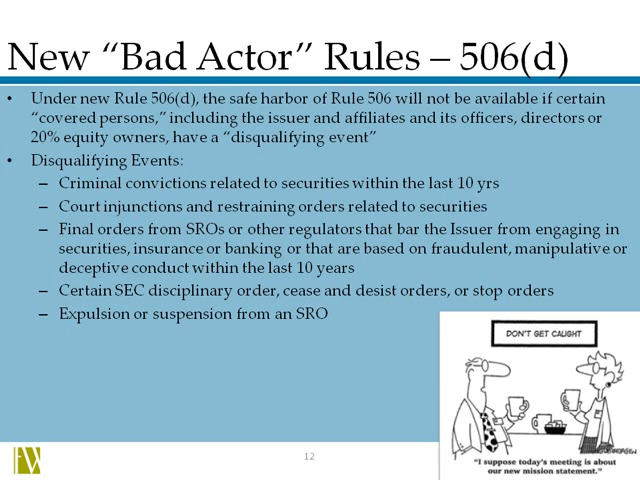 New “Bad Actor” Rules – 506(d)
• Under new Rule 506(d), the safe harbor of Rule 506 will not be available if certain
“covered persons,” including the issuer and affiliates and its officers, directors or
20% equity owners, have a “disqualifying event”
• Disqualifying Events:
– Criminal convictions related to securities within the last 10 yrs
– Court injunctions and restraining orders related to securities
– Final orders from SROs or other regulators that bar the Issuer from engaging in
securities, insurance or banking or that are based on fraudulent, manipulative or
deceptive conduct within the last 10 years
– Certain SEC disciplinary order, cease and desist orders, or stop orders
– Expulsion or suspension from an SRO
DON'T GET CAUGHT
"I suppose today's meeting is about
our new mission statement."
FW
12